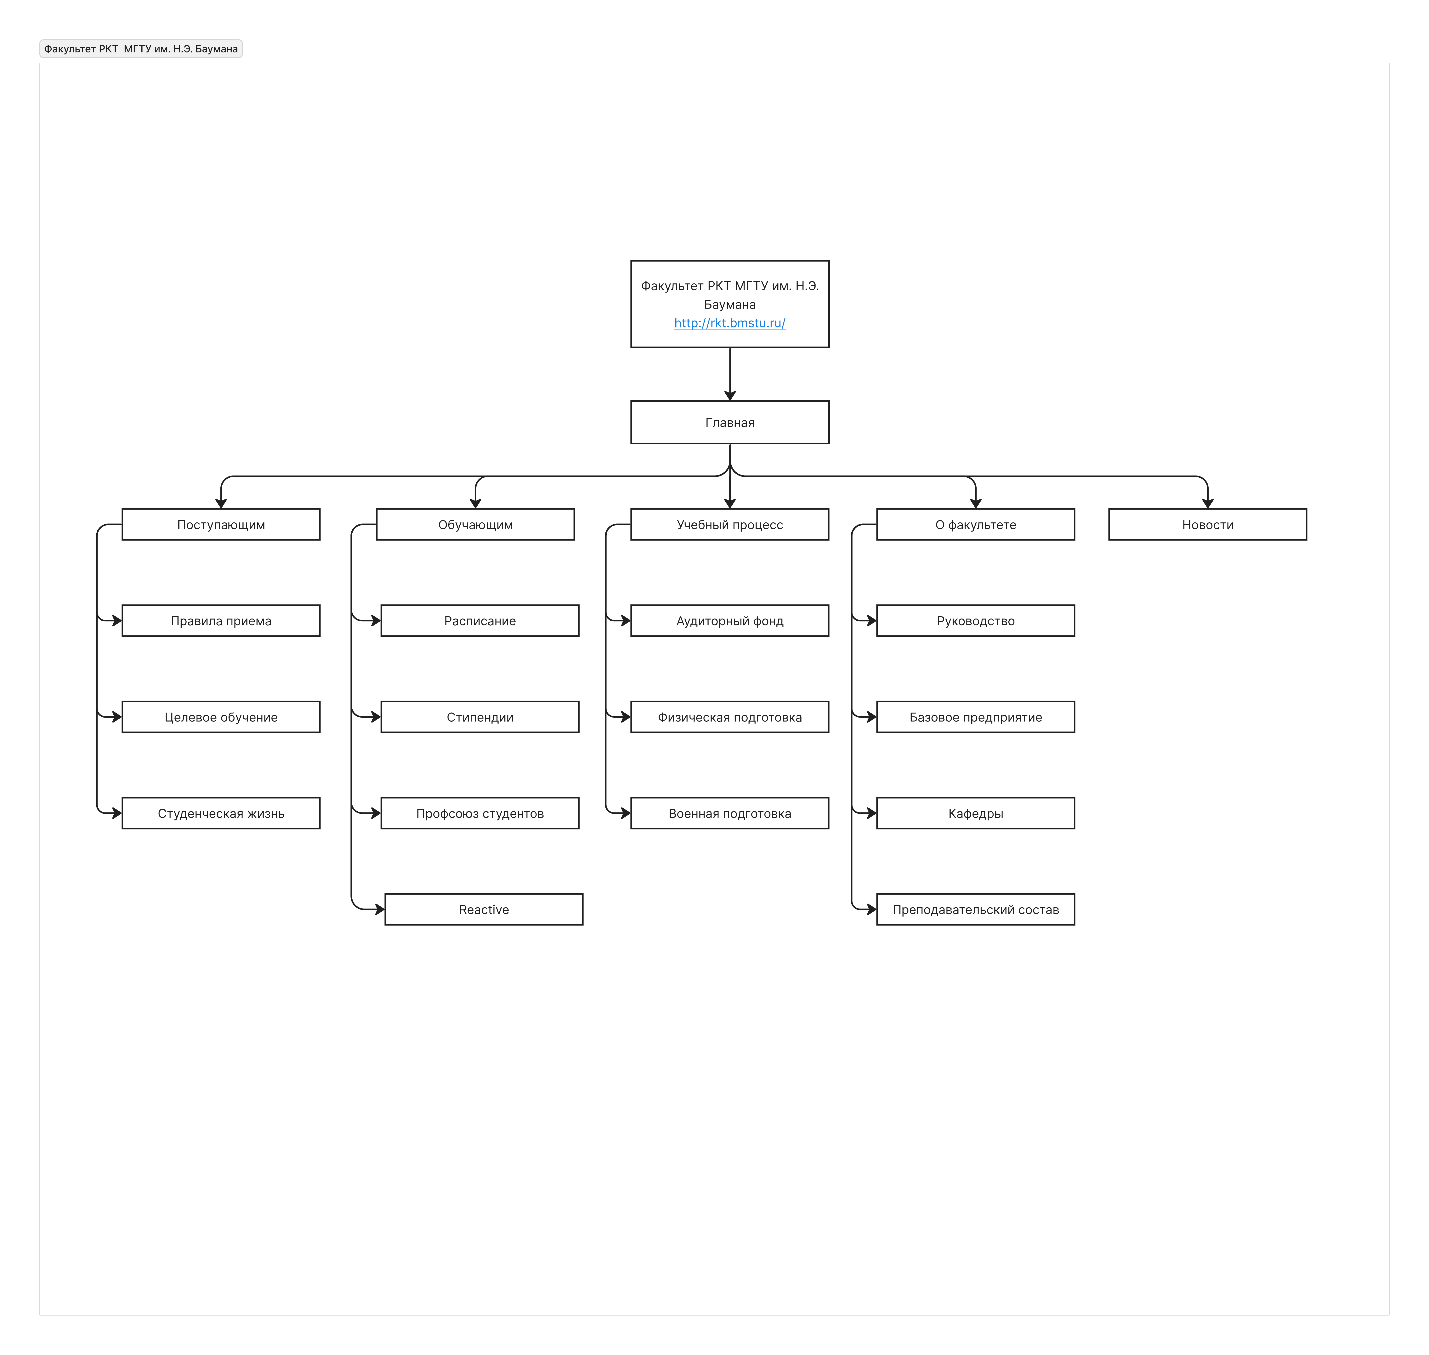 Факультет РКТ МГТУ им. Н.Э. Баумана
Факультет РКТ МГТУ им. Н.Э.
Баумана
http://rkt.bmstu.ru/
Главная
Поступающим
Обучающим
Учебный процесс
О факультете
Новости
Правила приема
Расписание
Аудиторный фонд
Руководство
Целевое обучение
Стипендии
Физическая подготовка
Базовое предприятие
Студенческая жизнь
Профсоюз студентов
Военная подготовка
Кафедры
Reactive
Преподавательский состав